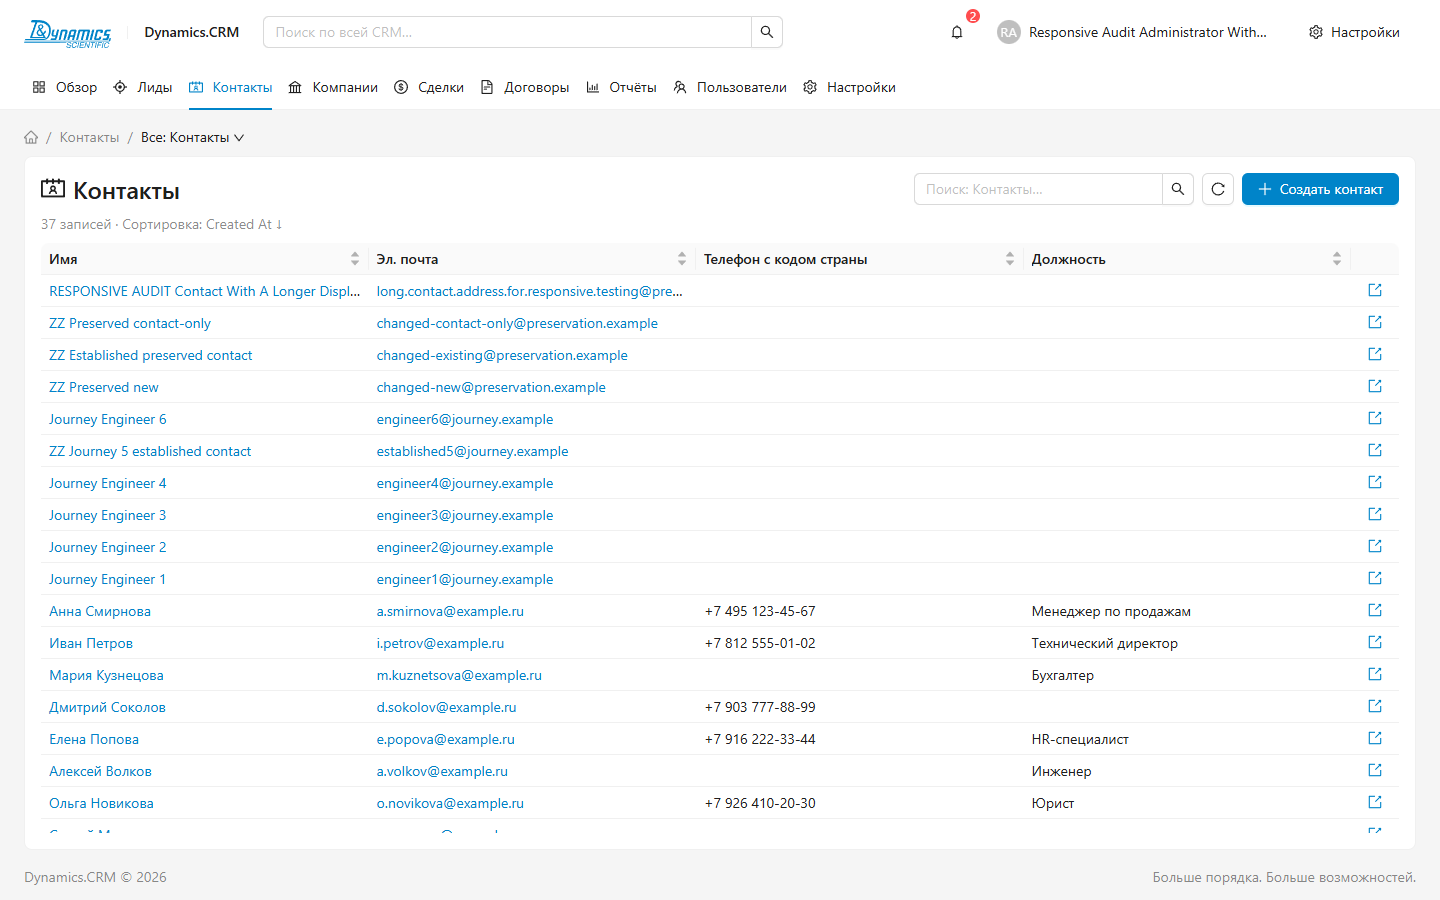 Dynamics SCIENTIFIC
Dynamics.CRM
Поиск по всей CRM...
2
RA
Responsive Audit Administrator With...
Настройки
Обзор
Лиды
Контакты
Компании
Сделки
Договоры
Отчёты
Пользователи
Настройки
/ Контакты / Все: Контакты
Контакты
Поиск: Контакты...
Создать контакт
37 записей · Сортировка: Created At ↓
Имя Эл. почта Телефон с кодом страны Должность
RESPONSIVE AUDIT Contact With A Longer Displ... long.contact.address.for.responsive.testing@pre...
ZZ Preserved contact-only changed-contact-only@preservation.example
ZZ Established preserved contact changed-existing@preservation.example
ZZ Preserved new changed-new@preservation.example
Journey Engineer 6 engineer6@journey.example
ZZ Journey 5 established contact established5@journey.example
Journey Engineer 4 engineer4@journey.example
Journey Engineer 3 engineer3@journey.example
Journey Engineer 2 engineer2@journey.example
Journey Engineer 1 engineer1@journey.example
Анна Смирнова a.smirnova@example.ru +7 495 123-45-67 Менеджер по продажам
Иван Петров i.petrov@example.ru +7 812 555-01-02 Технический директор
Мария Кузнецова m.kuznetsova@example.ru Бухгалтер
Дмитрий Соколов d.sokolov@example.ru +7 903 777-88-99
Елена Попова e.popova@example.ru +7 916 222-33-44 HR-специалист
Алексей Волков a.volkov@example.ru Инженер
Ольга Новикова o.novikova@example.ru +7 926 410-20-30 Юрист
Dynamics.CRM © 2026
Больше порядка. Больше возможностей.